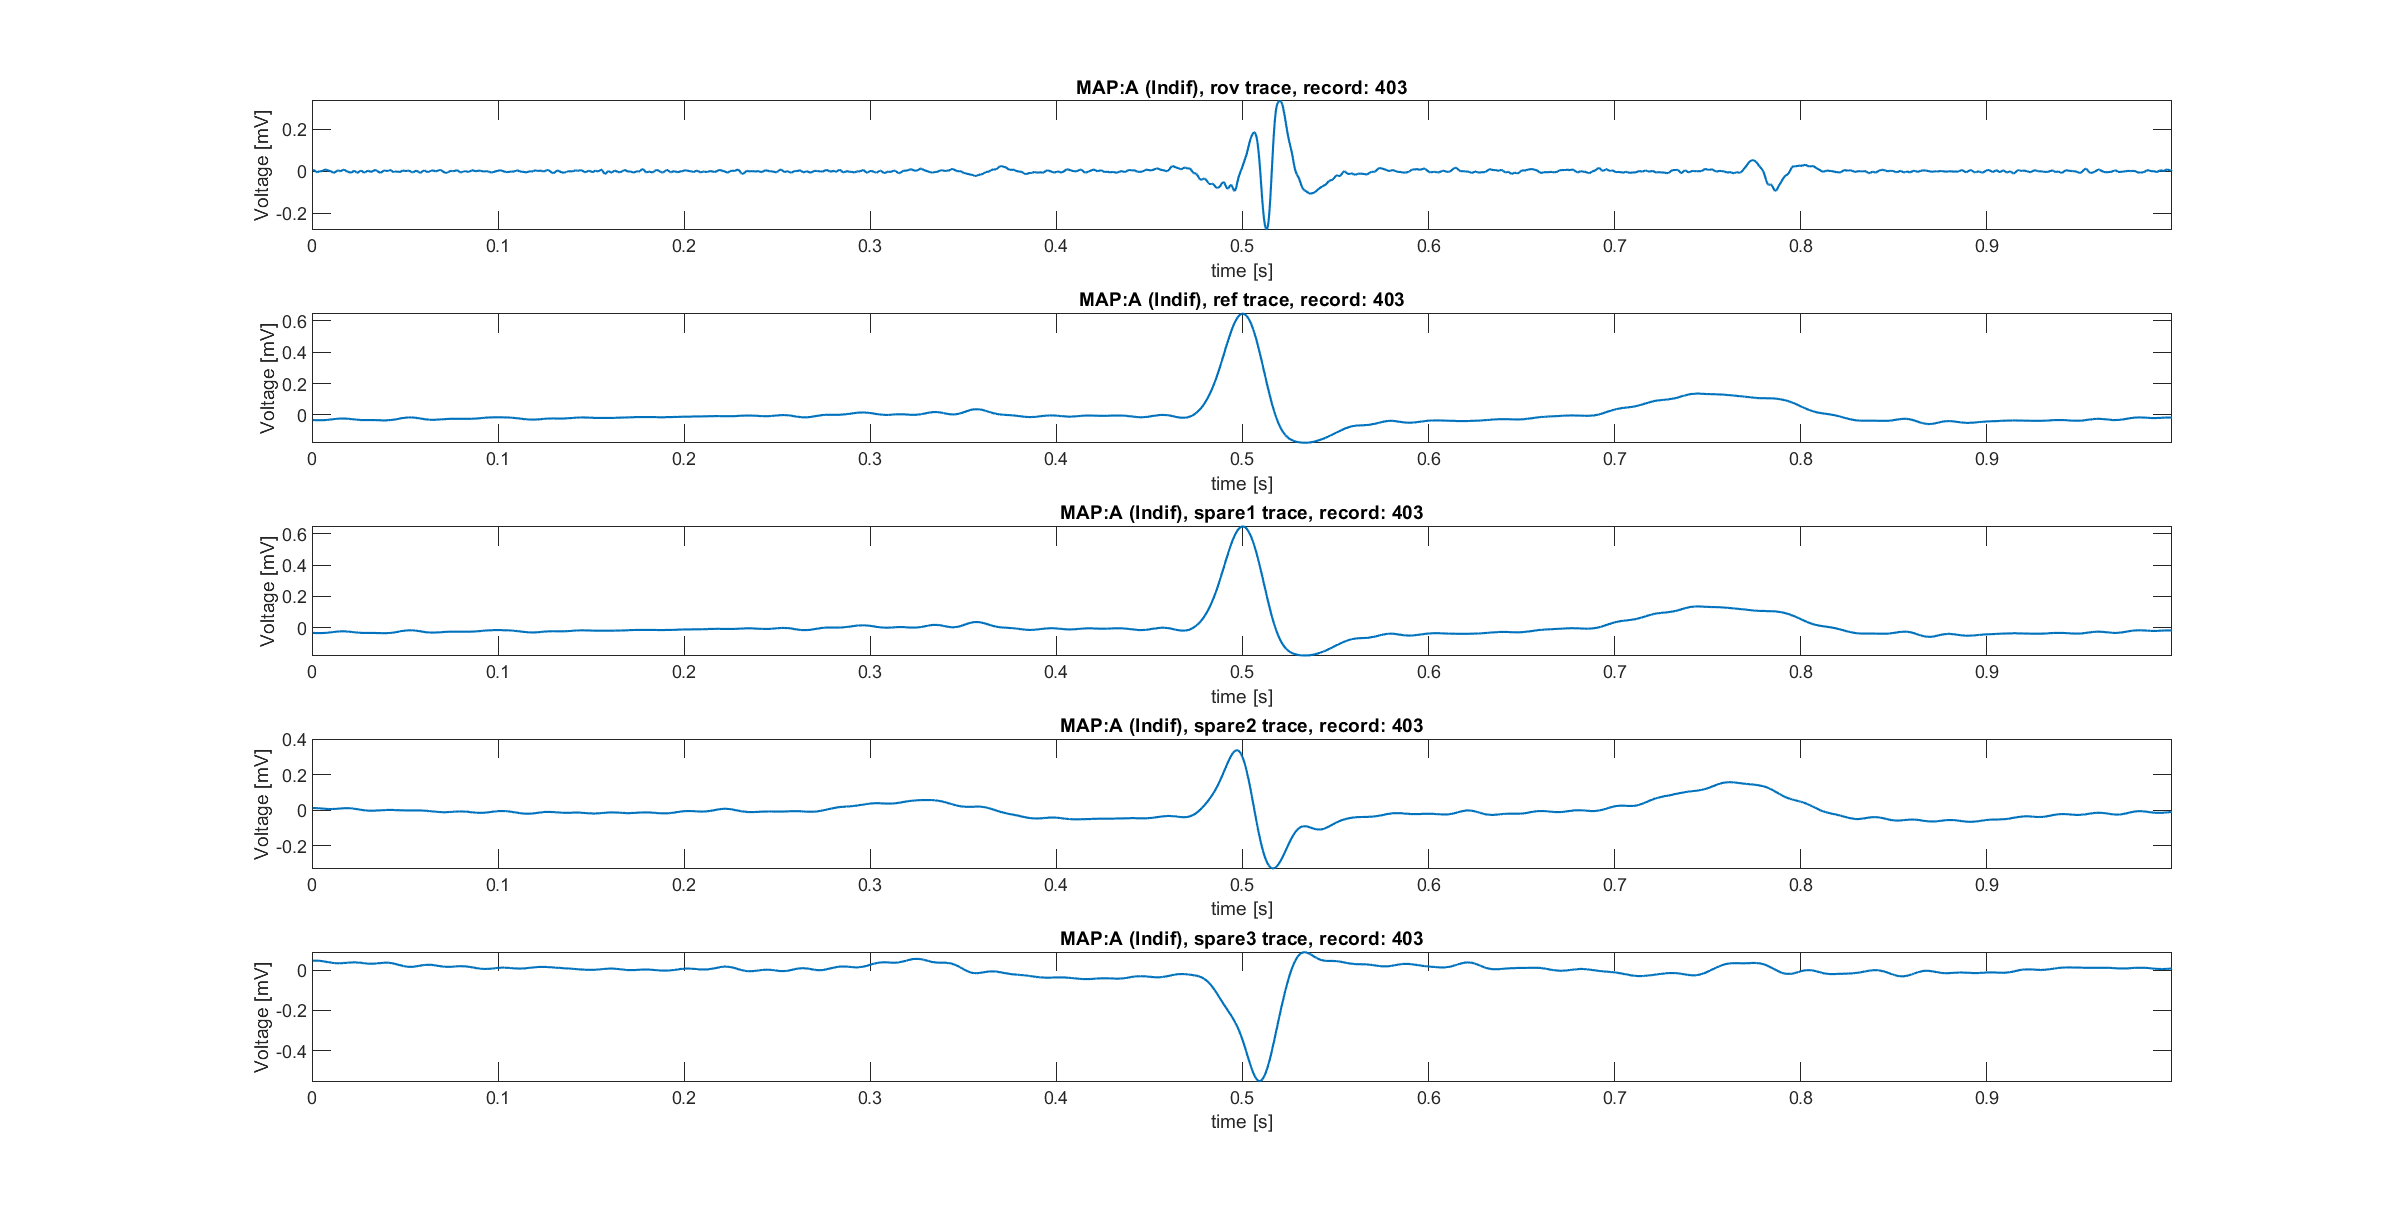 MAP:A (Indif), rov trace, record: 403
Voltage [mV]
0.2
0
-0.2
0 0.1 0.2 0.3 0.4 0.5 0.6 0.7 0.8 0.9
time [s]
MAP:A (Indif), ref trace, record: 403
Voltage [mV]
0.6
0.4
0.2
0
0 0.1 0.2 0.3 0.4 0.5 0.6 0.7 0.8 0.9
time [s]
MAP:A (Indif), spare1 trace, record: 403
Voltage [mV]
0.6
0.4
0.2
0
0 0.1 0.2 0.3 0.4 0.5 0.6 0.7 0.8 0.9
time [s]
MAP:A (Indif), spare2 trace, record: 403
Voltage [mV]
0.4
0.2
0
-0.2
0 0.1 0.2 0.3 0.4 0.5 0.6 0.7 0.8 0.9
time [s]
MAP:A (Indif), spare3 trace, record: 403
Voltage [mV]
0
-0.2
-0.4
0 0.1 0.2 0.3 0.4 0.5 0.6 0.7 0.8 0.9
time [s]